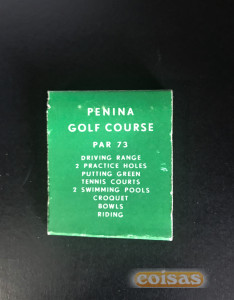 PENINA
GOLF COURSE
PAR 73
DRIVING RANGE
2 PRACTICE HOLES
PUTTING GREEN
TENNIS COURTS
2 SWIMMING POOLS
CROQUET
BOWLS
RIDING
coisas